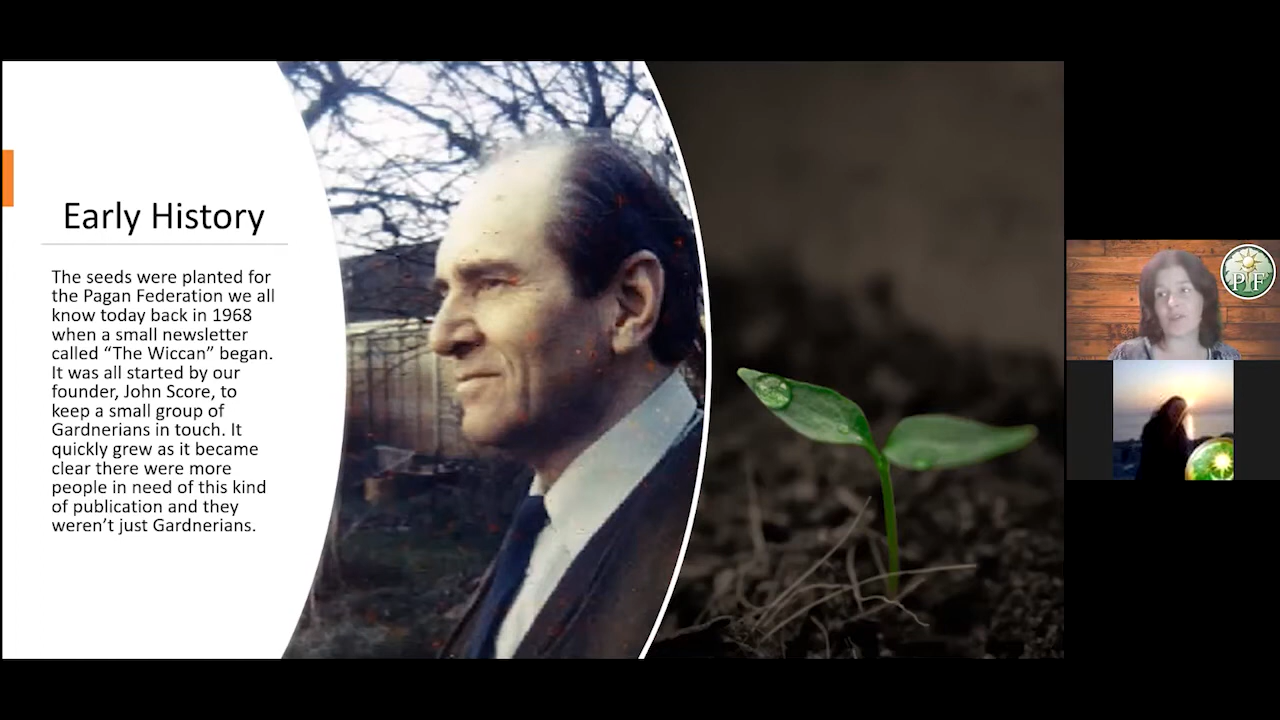 Early History
The seeds were planted for
the Pagan Federation we all
know today back in 1968
when a small newsletter
called “The Wiccan” began.
It was all started by our
founder, John Score, to
keep a small group of
Gardnerians in touch. It
quickly grew as it became
clear there were more
people in need of this kind
of publication and they
weren’t just Gardnerians.
PF